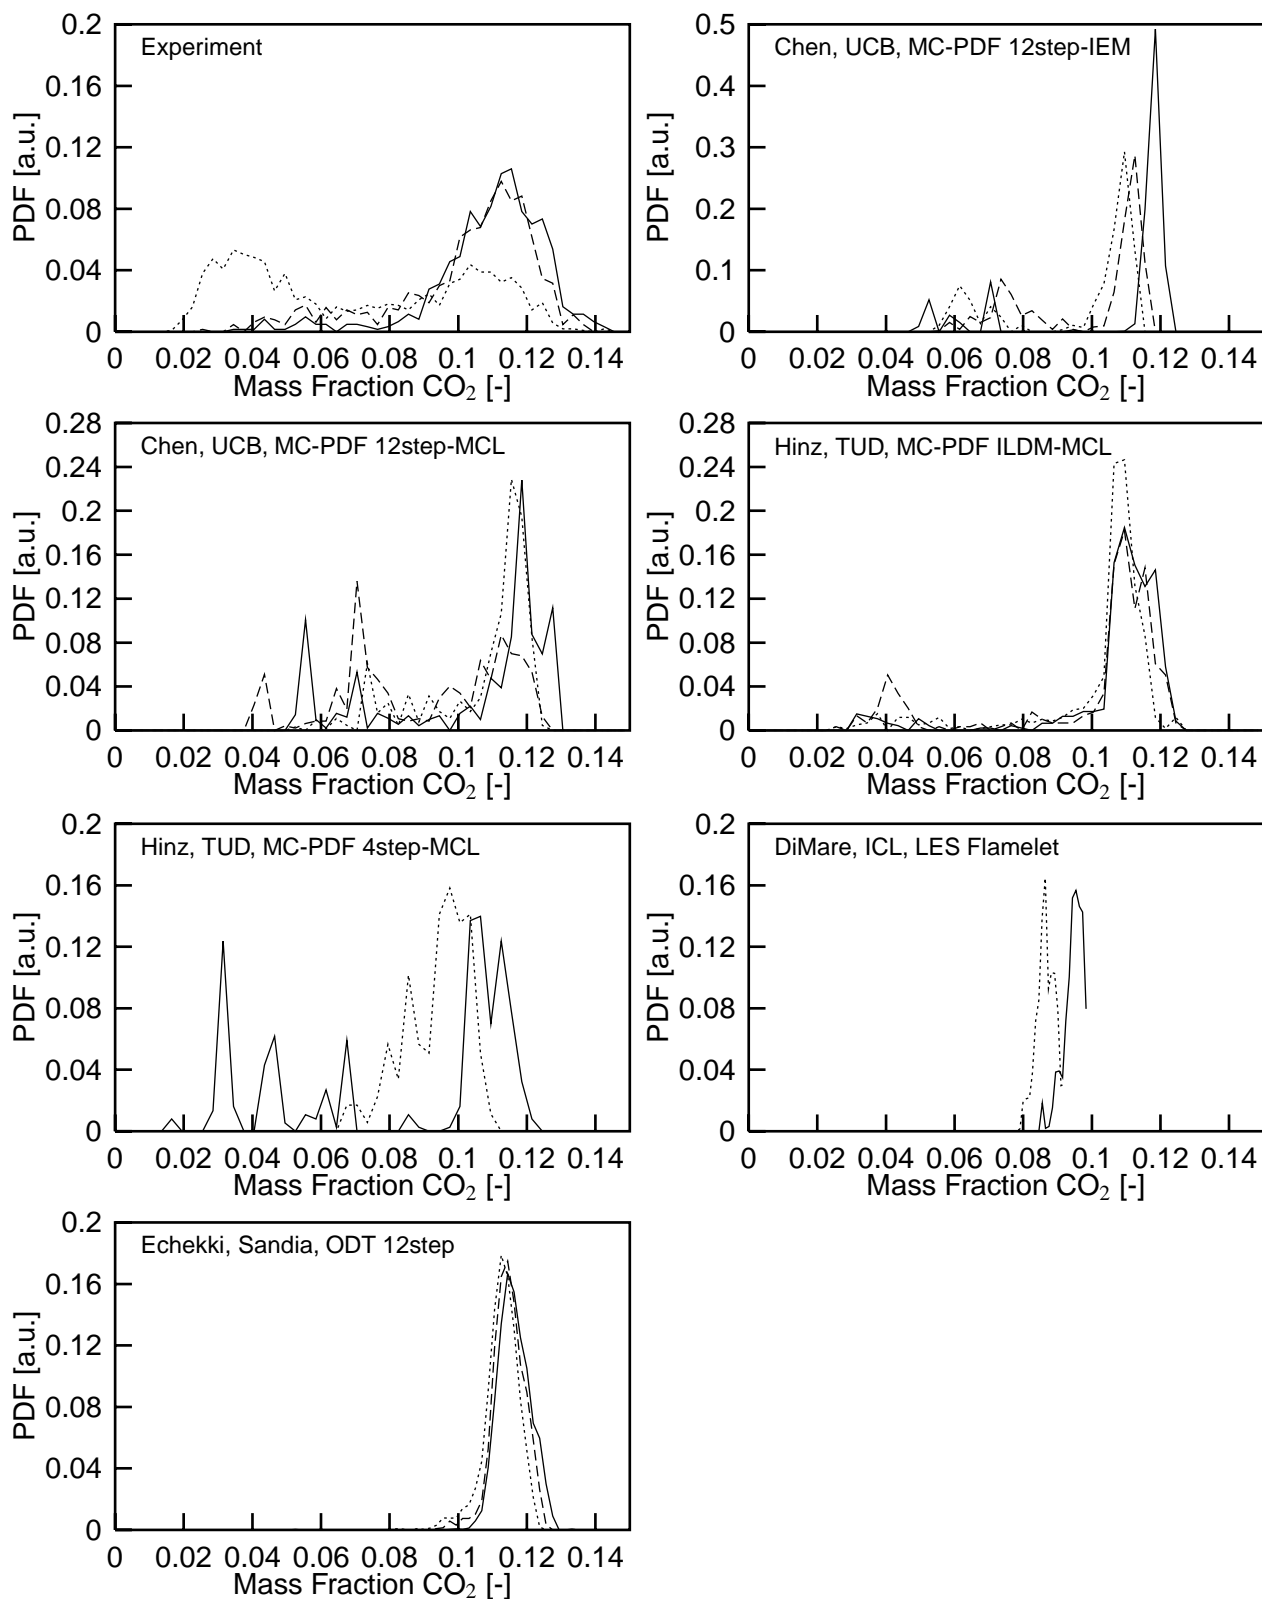 0.2
0.16
0.12
0.08
0.04
0
PDF [a.u.]
Experiment
0 0.02 0.04 0.06 0.08 0.1 0.12 0.14
Mass Fraction CO₂ [-]
0.5
0.4
0.3
0.2
0.1
0
PDF [a.u.]
Chen, UCB, MC-PDF 12step-IEM
0 0.02 0.04 0.06 0.08 0.1 0.12 0.14
Mass Fraction CO₂ [-]
0.28
0.24
0.2
0.16
0.12
0.08
0.04
0
PDF [a.u.]
Chen, UCB, MC-PDF 12step-MCL
0 0.02 0.04 0.06 0.08 0.1 0.12 0.14
Mass Fraction CO₂ [-]
0.28
0.24
0.2
0.16
0.12
0.08
0.04
0
PDF [a.u.]
Hinz, TUD, MC-PDF ILDM-MCL
0 0.02 0.04 0.06 0.08 0.1 0.12 0.14
Mass Fraction CO₂ [-]
0.2
0.16
0.12
0.08
0.04
0
PDF [a.u.]
Hinz, TUD, MC-PDF 4step-MCL
0 0.02 0.04 0.06 0.08 0.1 0.12 0.14
Mass Fraction CO₂ [-]
0.2
0.16
0.12
0.08
0.04
0
PDF [a.u.]
DiMare, ICL, LES Flamelet
0 0.02 0.04 0.06 0.08 0.1 0.12 0.14
Mass Fraction CO₂ [-]
0.2
0.16
0.12
0.08
0.04
0
PDF [a.u.]
Echekki, Sandia, ODT 12step
0 0.02 0.04 0.06 0.08 0.1 0.12 0.14
Mass Fraction CO₂ [-]